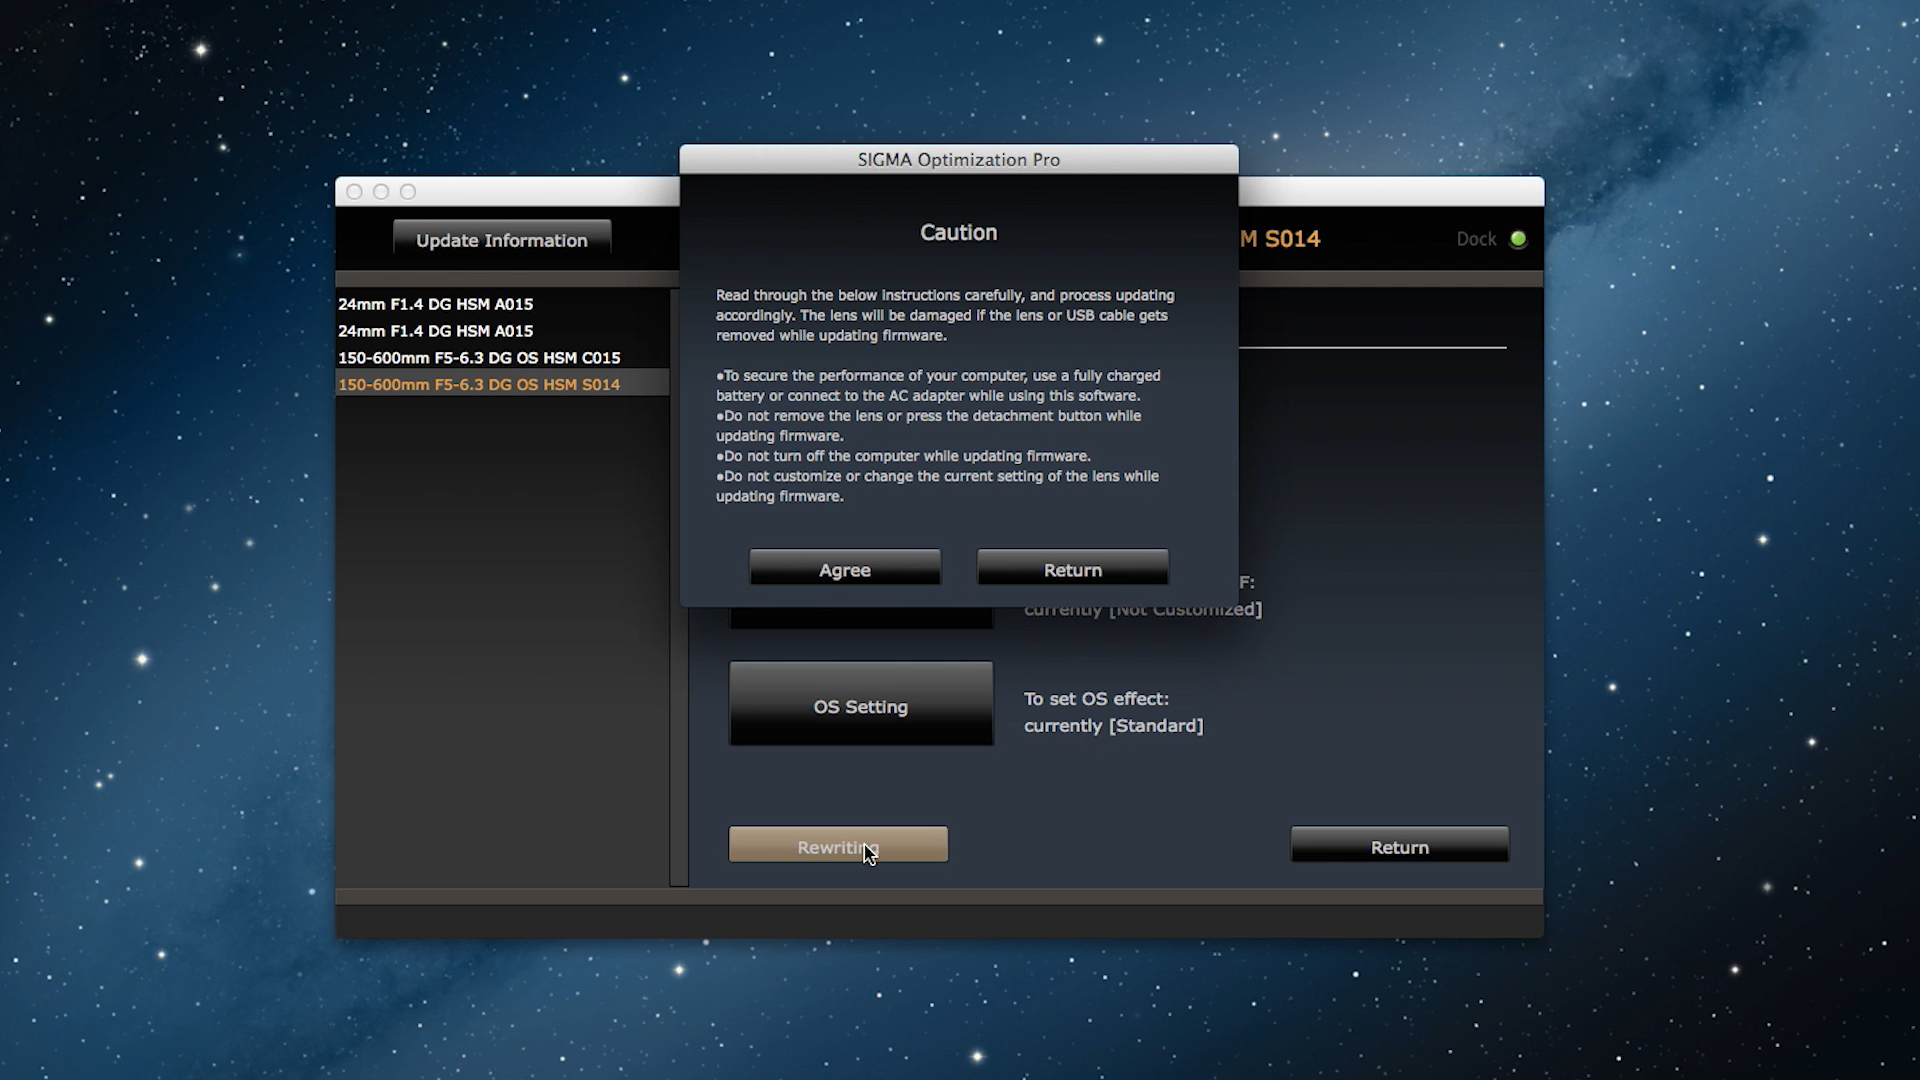 SIGMA Optimization Pro
Update Information
M S014
Dock
Caution
24mm F1.4 DG HSM A015
24mm F1.4 DG HSM A015
150-600mm F5-6.3 DG OS HSM C015
150-600mm F5-6.3 DG OS HSM S014
Read through the below instructions carefully, and process updating
accordingly. The lens will be damaged if the lens or USB cable gets
removed while updating firmware.
●To secure the performance of your computer, use a fully charged
battery or connect to the AC adapter while using this software.
●Do not remove the lens or press the detachment button while
updating firmware.
●Do not turn off the computer while updating firmware.
●Do not customize or change the current setting of the lens while
updating firmware.
Agree
Return
F:
currently [Not Customized]
OS Setting
To set OS effect:
currently [Standard]
Rewriting
Return